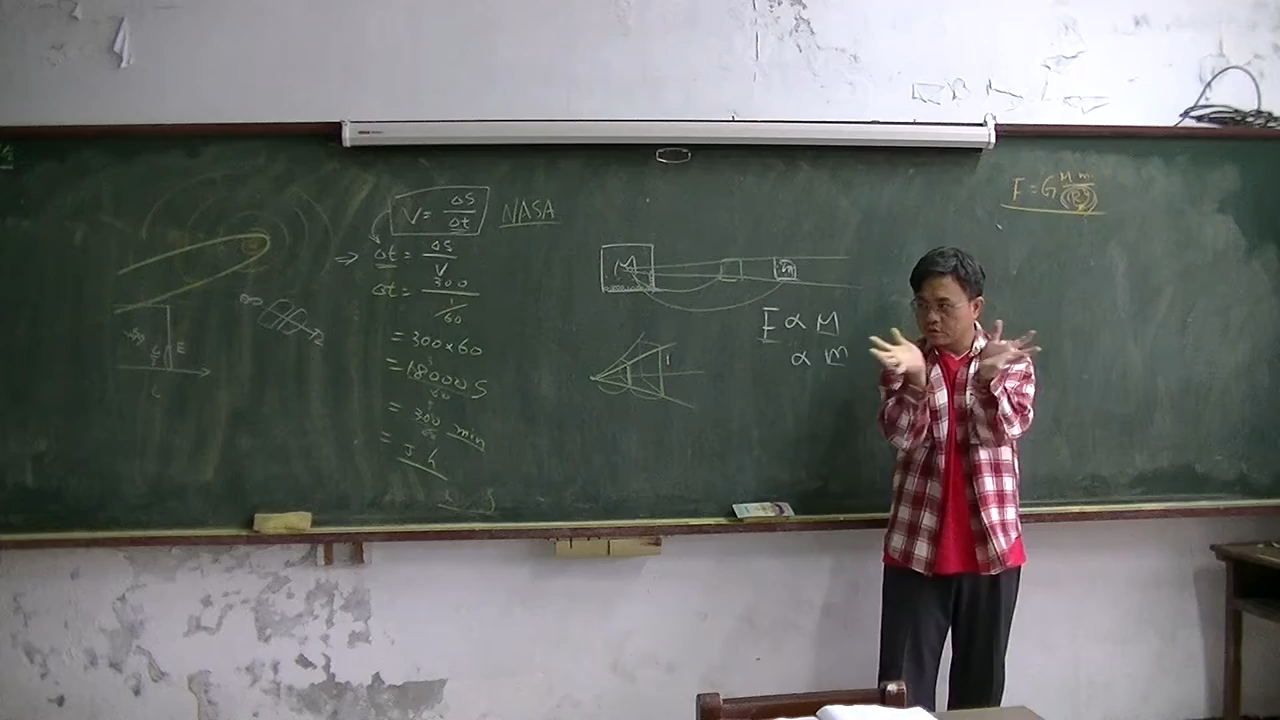 V = ΔS/Δt
NASA
⇒ Δt = ΔS/V
Δt = 300/(1/60)
= 300×60
= 18000 S
= 300 min
= 5 h
M
m
F ∝ M
∝ m
F = G Mm/(R²)
E